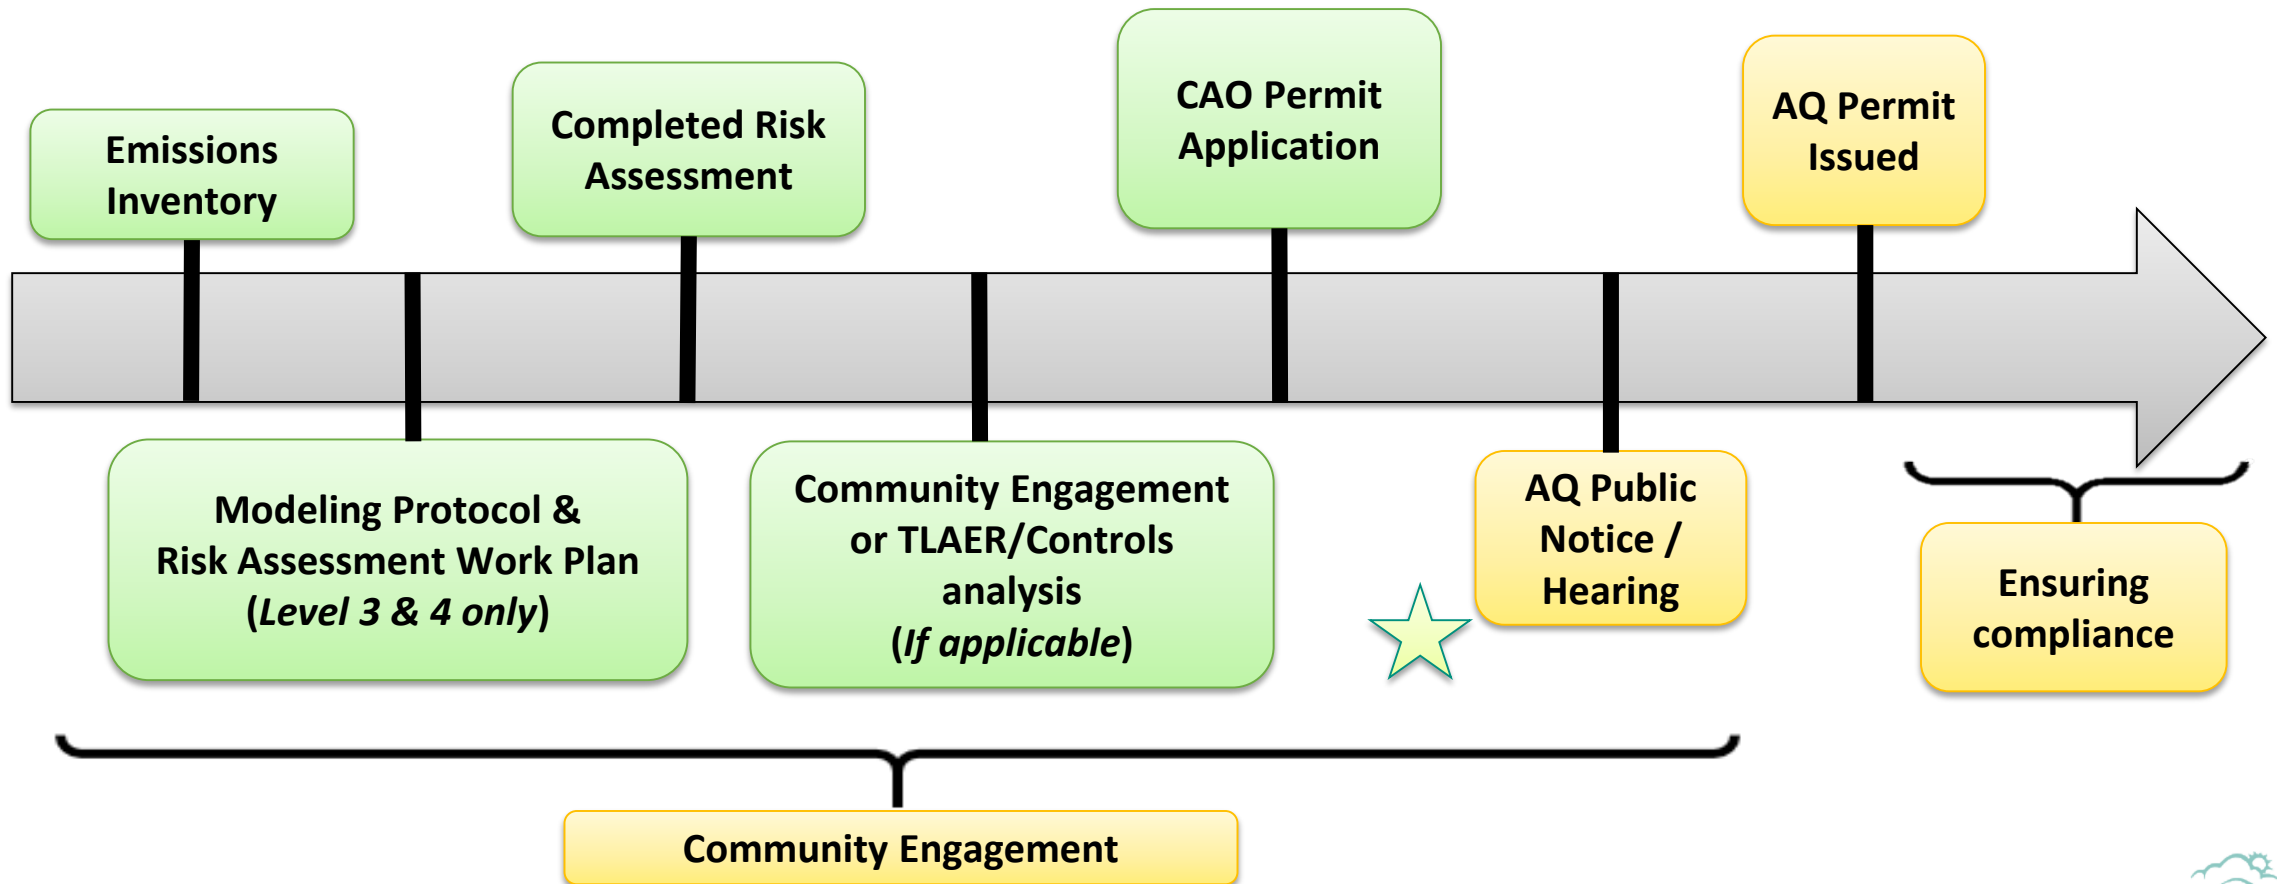 Emissions
Inventory
Completed Risk
Assessment
CAO Permit
Application
AQ Permit
Issued
Modeling Protocol &
Risk Assessment Work Plan
(Level 3 & 4 only)
Community Engagement
or TLAER/Controls
analysis
(If applicable)
AQ Public
Notice /
Hearing
Ensuring
compliance
Community Engagement